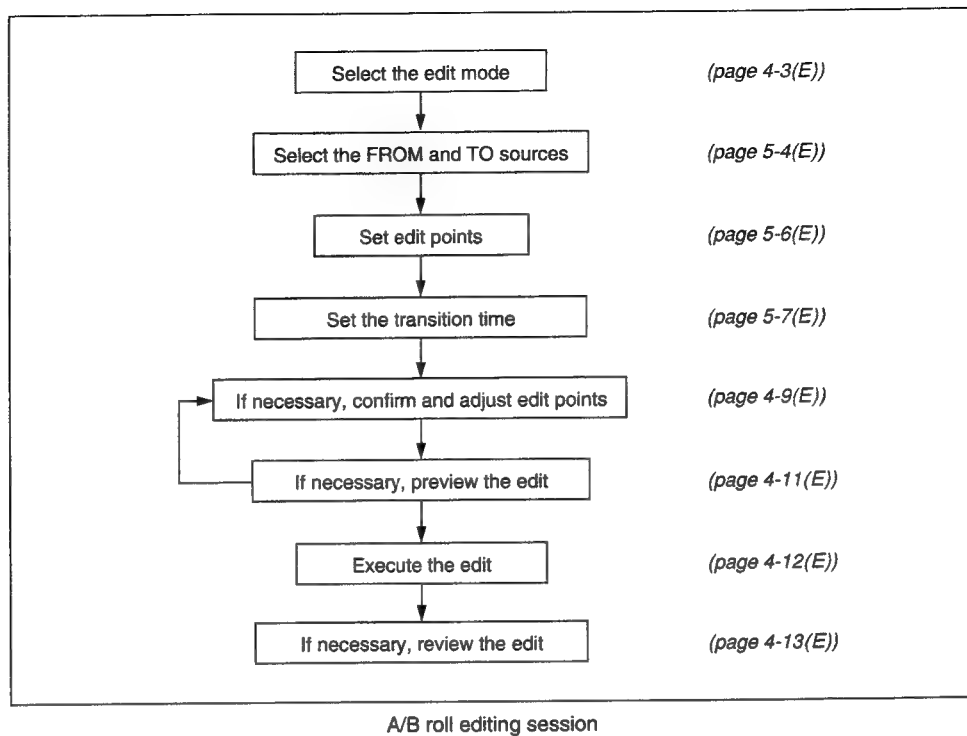 Select the edit mode (page 4-3(E))
Select the FROM and TO sources (page 5-4(E))
Set edit points (page 5-6(E))
Set the transition time (page 5-7(E))
If necessary, confirm and adjust edit points (page 4-9(E))
If necessary, preview the edit (page 4-11(E))
Execute the edit (page 4-12(E))
If necessary, review the edit (page 4-13(E))
A/B roll editing session